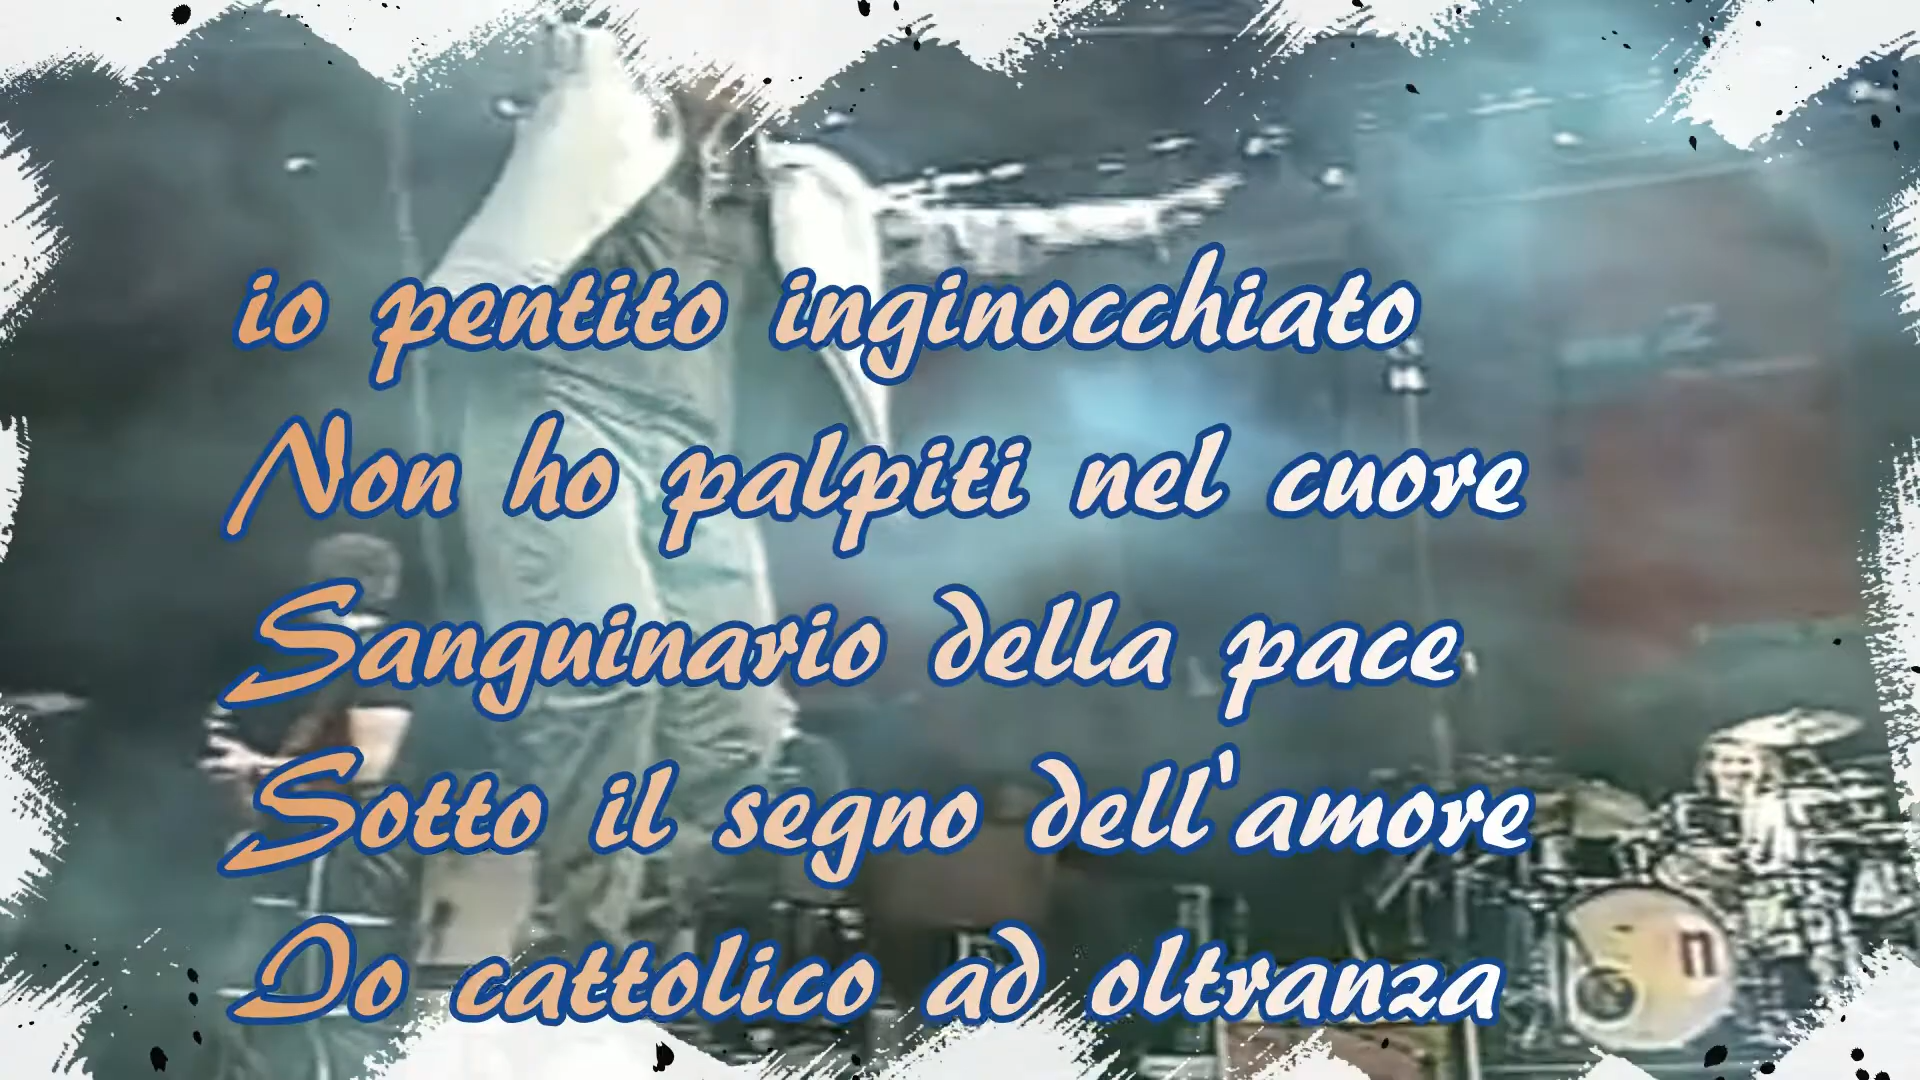 io pentito inginocchiato
Non ho palpiti nel cuore
Sanguinario della pace
Sotto il segno dell'amore
Io cattolico ad oltranza